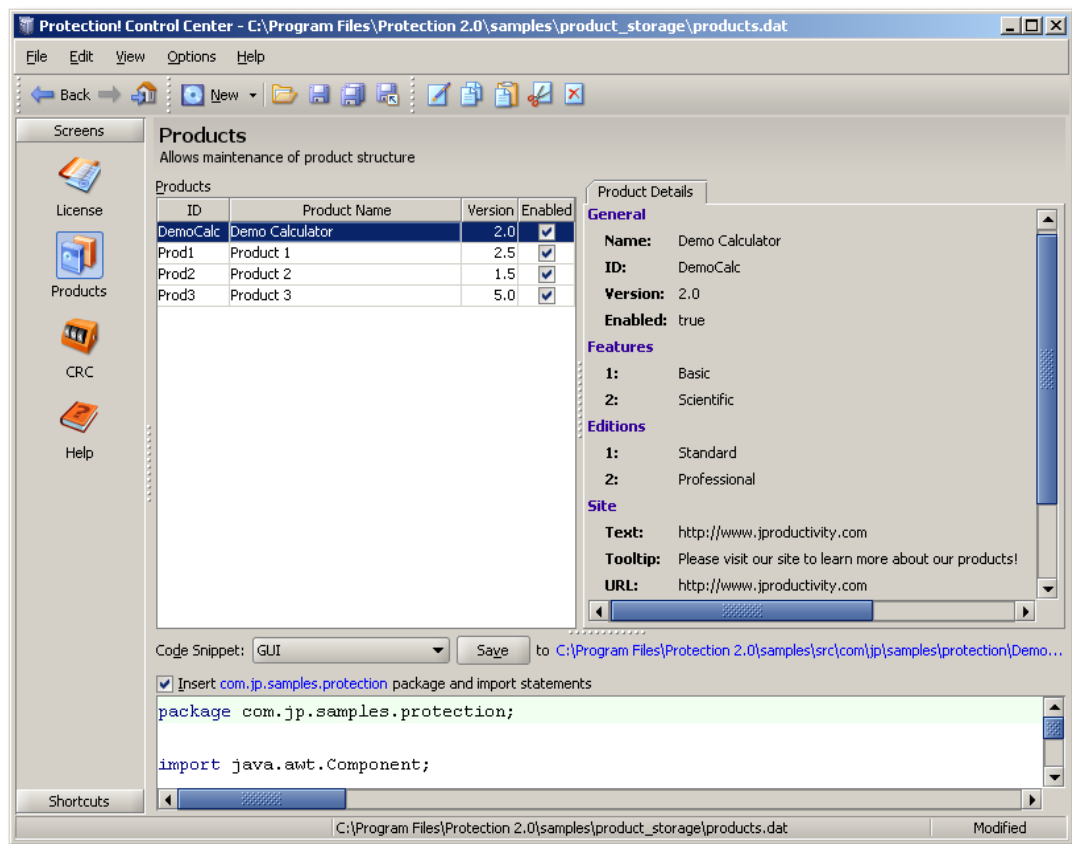 Protection! Control Center - C:\Program Files\Protection 2.0\samples\product_storage\products.dat
File Edit View Options Help
Back New
Screens
License
Products
CRC
Help
Shortcuts
Products
Allows maintenance of product structure
Products
ID Product Name Version Enabled
DemoCalc Demo Calculator 2.0
Prod1 Product 1 2.5
Prod2 Product 2 1.5
Prod3 Product 3 5.0
Product Details
General
Name: Demo Calculator
ID: DemoCalc
Version: 2.0
Enabled: true
Features
1: Basic
2: Scientific
Editions
1: Standard
2: Professional
Site
Text: http://www.jproductivity.com
Tooltip: Please visit our site to learn more about our products!
URL: http://www.jproductivity.com
Code Snippet: GUI Save to C:\Program Files\Protection 2.0\samples\src\com\jp\samples\protection\Demo...
Insert com.jp.samples.protection package and import statements
package com.jp.samples.protection;
import java.awt.Component;
C:\Program Files\Protection 2.0\samples\product_storage\products.dat Modified